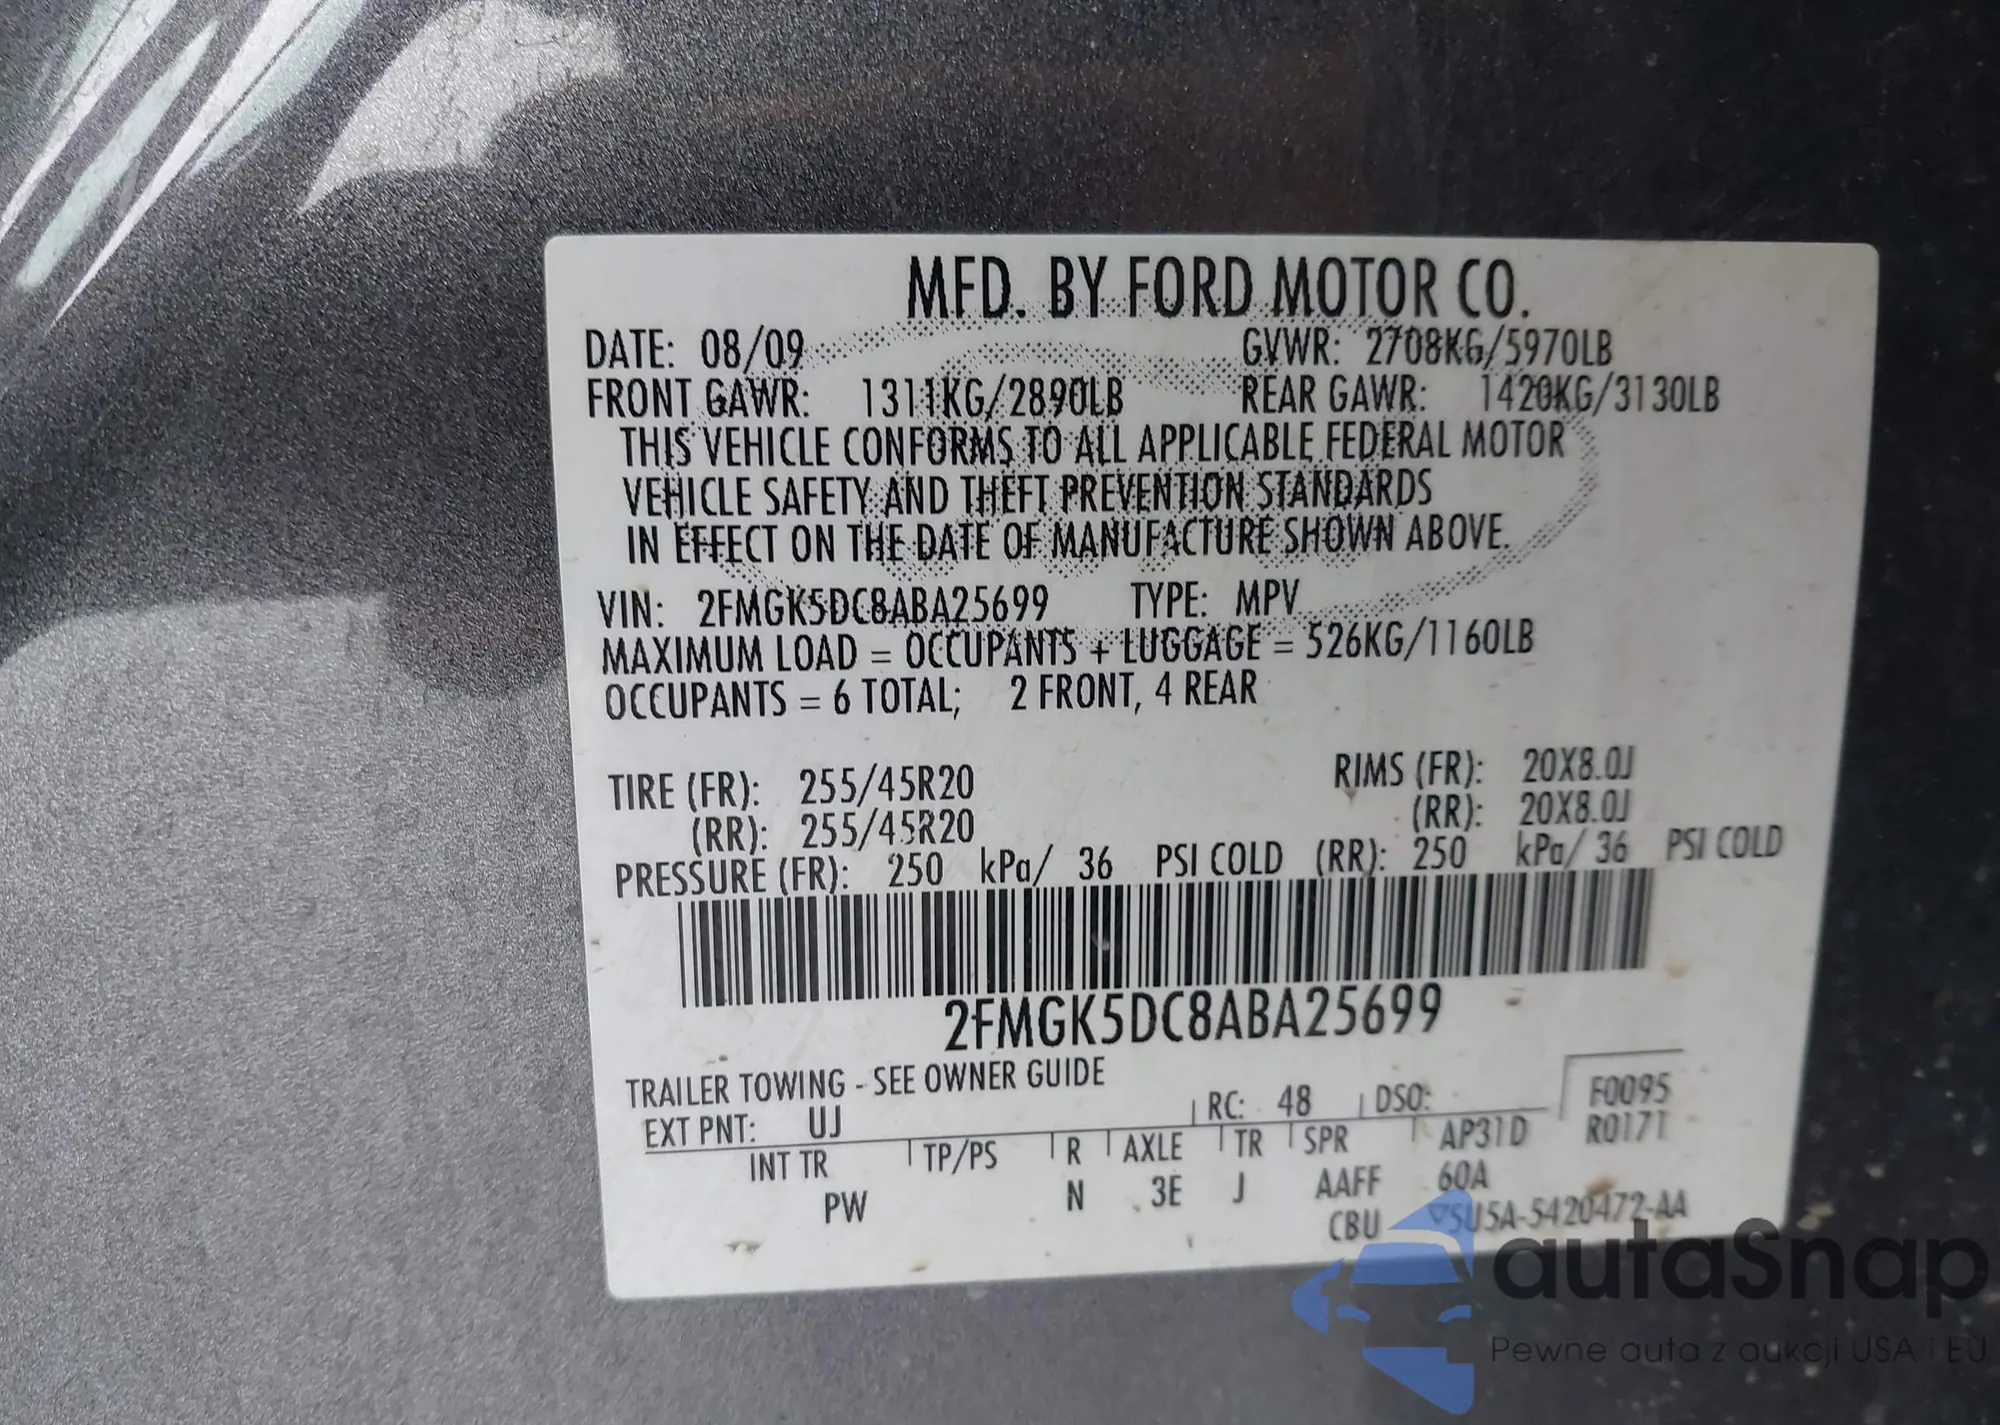 MFD. BY FORD MOTOR CO.
DATE: 08/09 GVWR: 2708KG/5970LB
FRONT GAWR: 1311KG/2890LB REAR GAWR: 1420KG/3130LB
THIS VEHICLE CONFORMS TO ALL APPLICABLE FEDERAL MOTOR
VEHICLE SAFETY AND THEFT PREVENTION STANDARDS
IN EFFECT ON THE DATE OF MANUFACTURE SHOWN ABOVE.
VIN: 2FMGK5DC8ABA25699 TYPE: MPV
MAXIMUM LOAD = OCCUPANTS + LUGGAGE = 526KG/1160LB
OCCUPANTS = 6 TOTAL; 2 FRONT, 4 REAR
TIRE (FR): 255/45R20 RIMS (FR): 20X8.0J
(RR): 255/45R20 (RR): 20X8.0J
PRESSURE (FR): 250 kPa/ 36 PSI COLD (RR): 250 kPa/ 36 PSI COLD
2FMGK5DC8ABA25699
TRAILER TOWING - SEE OWNER GUIDE
EXT PNT: UJ RC: 48 DSO: F0095
INT TR TP/PS R AXLE TR SPR AP31D R0171
PW N 3E J AAFF 60A
CBU ▽5U5A-5420472-AA
autaSnap
Pewne auta z aukcji USA i EU